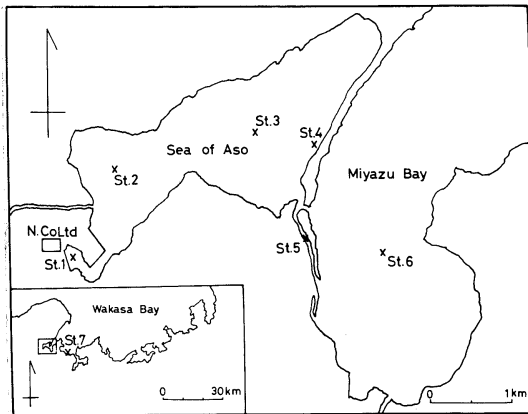 St.3
St.4
Sea of Aso
St.2
Miyazu Bay
N.CoLtd
St.1
St.5
St.6
Wakasa Bay
St.7
0 30km
0 1km